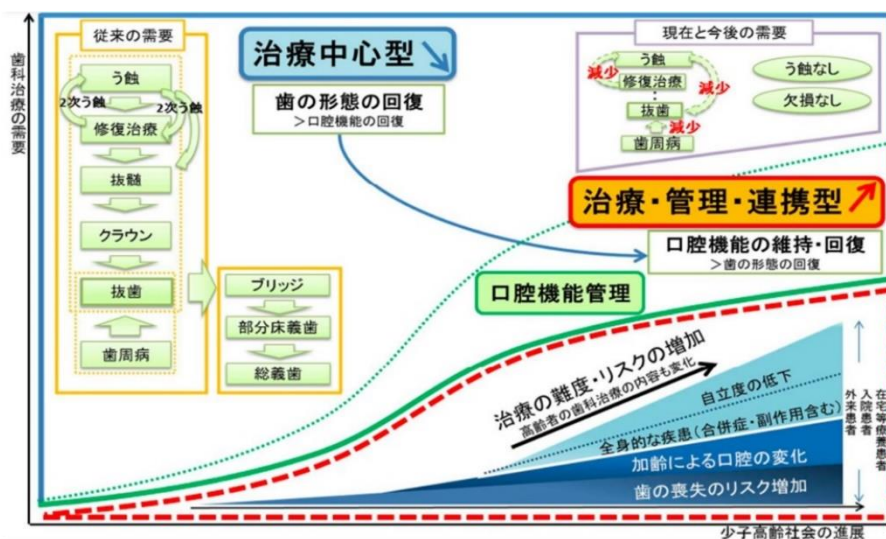 歯科治療の需要
従来の需要
う蝕
2次う蝕
2次う蝕
修復治療
抜髄
クラウン
抜歯
歯周病
ブリッジ
部分床義歯
総義歯
治療中心型
歯の形態の回復
>口腔機能の回復
現在と今後の需要
う蝕
減少
修復治療
減少
抜歯
減少
歯周病
う蝕なし
欠損なし
治療・管理・連携型
口腔機能の維持・回復
>歯の形態の回復
口腔機能管理
治療の難度・リスクの増加
高齢者の歯科治療の内容も変化
自立度の低下
全身的な疾患(合併症・副作用含む)
加齢による口腔の変化
歯の喪失のリスク増加
在宅等療養患者
入院患者
外来患者
少子高齢社会の進展